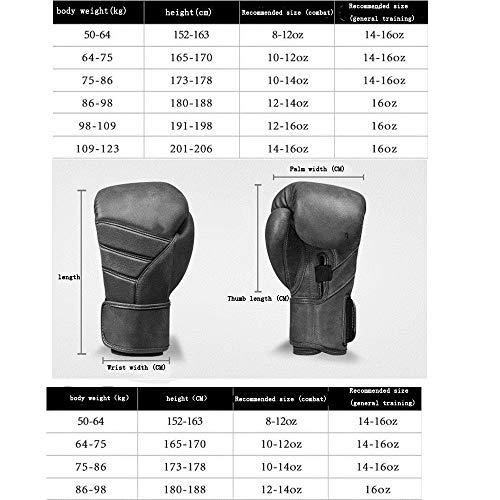 body weight(kg) height(cm) Recommended size (combat) Recommended size (general training)
50-64 152-163 8-12oz 14-16oz
64-75 165-170 10-12oz 14-16oz
75-86 173-178 10-14oz 14-16oz
86-98 180-188 12-14oz 16oz
98-109 191-198 12-16oz 16oz
109-123 201-206 14-16oz 16oz
Palm width (CM)
length
Thumb length (CM)
Wrist width (CM)
body weight (kg) height (CM) Recommended size (combat) Recommended size (general training)
50-64 152-163 8-12oz 14-16oz
64-75 165-170 10-12oz 14-16oz
75-86 173-178 10-14oz 14-16oz
86-98 180-188 12-14oz 16oz